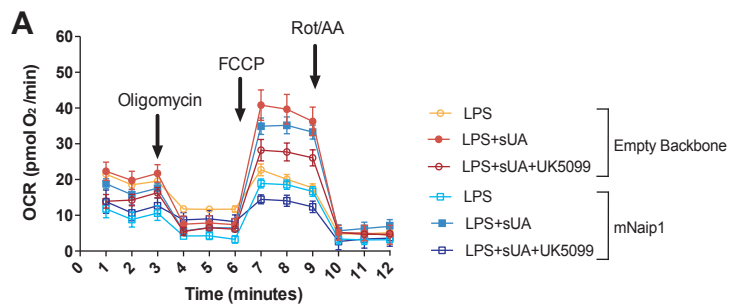 A
Rot/AA
FCCP
Oligomycin
OCR (pmol O₂ /min)
60
50
40
30
20
10
0
0 1 2 3 4 5 6 7 8 9 10 11 12
Time (minutes)
LPS
LPS+sUA
LPS+sUA+UK5099
Empty Backbone
LPS
LPS+sUA
LPS+sUA+UK5099
mNaip1